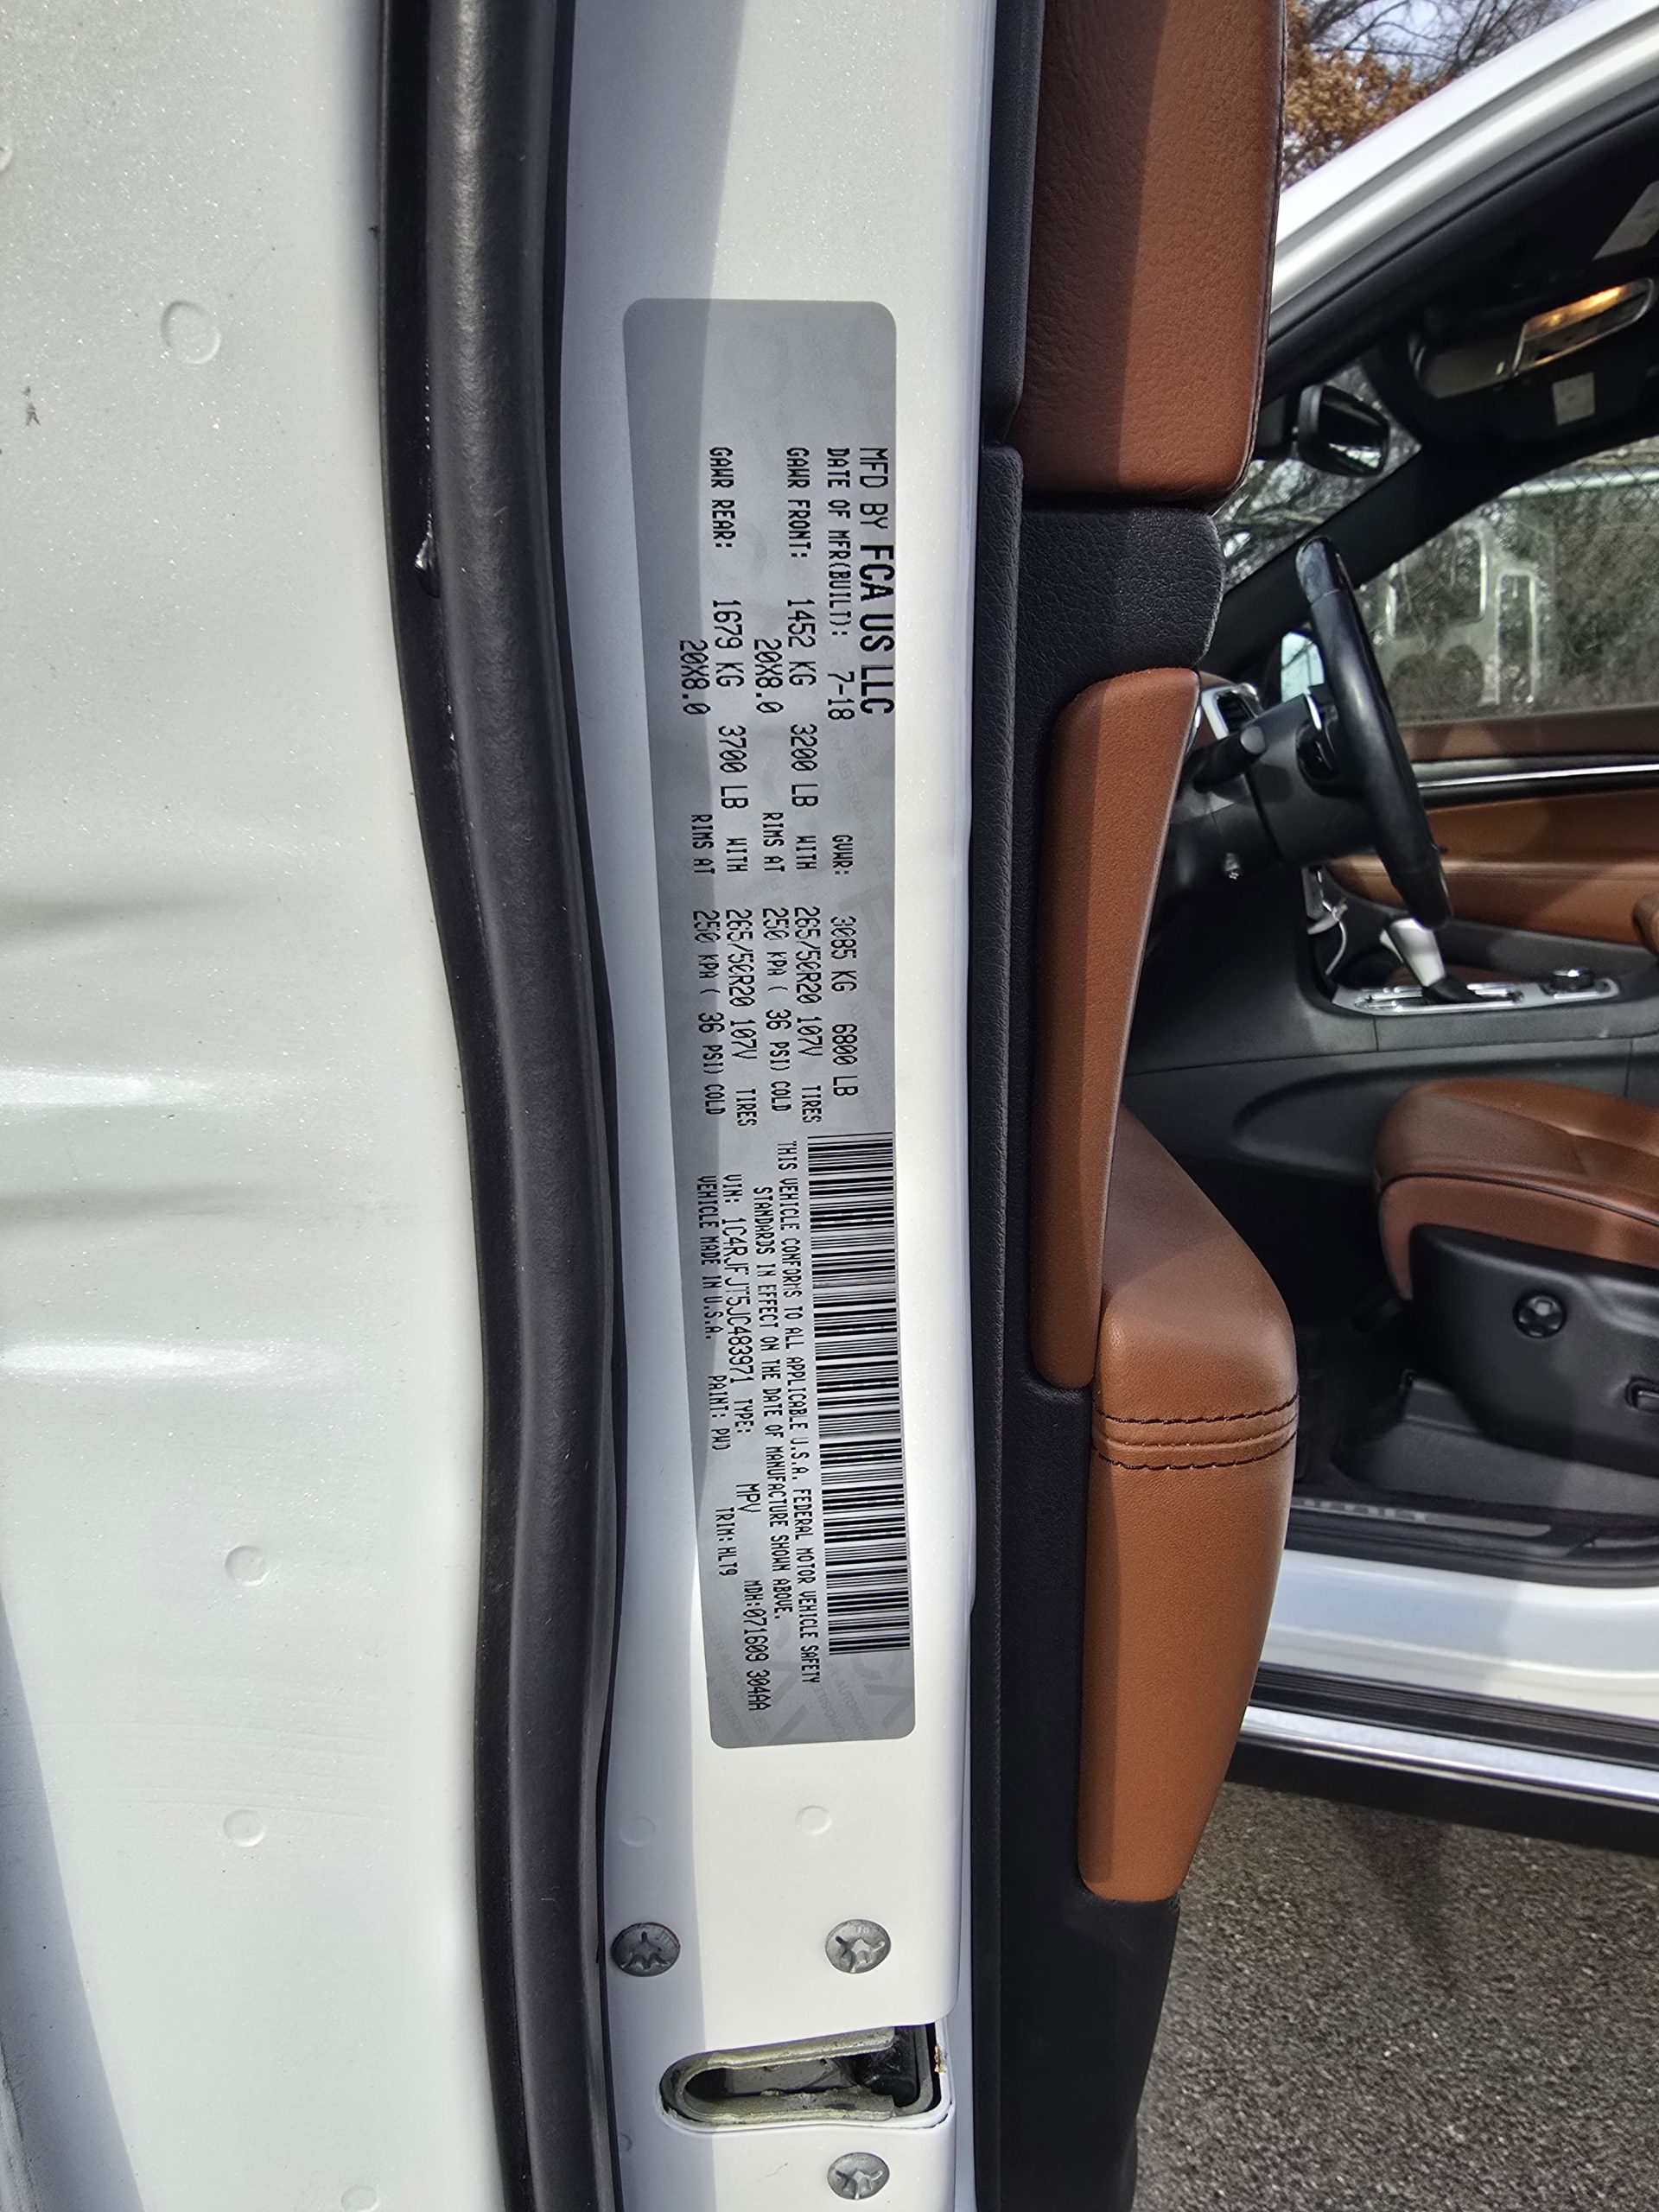 MFD BY FCA US LLC
DATE OF MFR(BUILT): 7-18 GVWR: 3085 KG 6800 LB
GAWR FRONT: 1452 KG 3200 LB WITH 265/50R20 107V TIRES
20X8.0 RIMS AT 250 KPA ( 36 PSI) COLD
GAWR REAR: 1679 KG 3700 LB WITH 265/50R20 107V TIRES
20X8.0 RIMS AT 250 KPA ( 36 PSI) COLD
THIS VEHICLE CONFORMS TO ALL APPLICABLE U.S.A. FEDERAL MOTOR VEHICLE SAFETY
STANDARDS IN EFFECT ON THE DATE OF MANUFACTURE SHOWN ABOVE.
VIN: 1C4RJFJT5JC483971 TYPE: MPV MDH:071609 304AA
VEHICLE MADE IN U.S.A. PAINT: PWD TRIM:HLT9